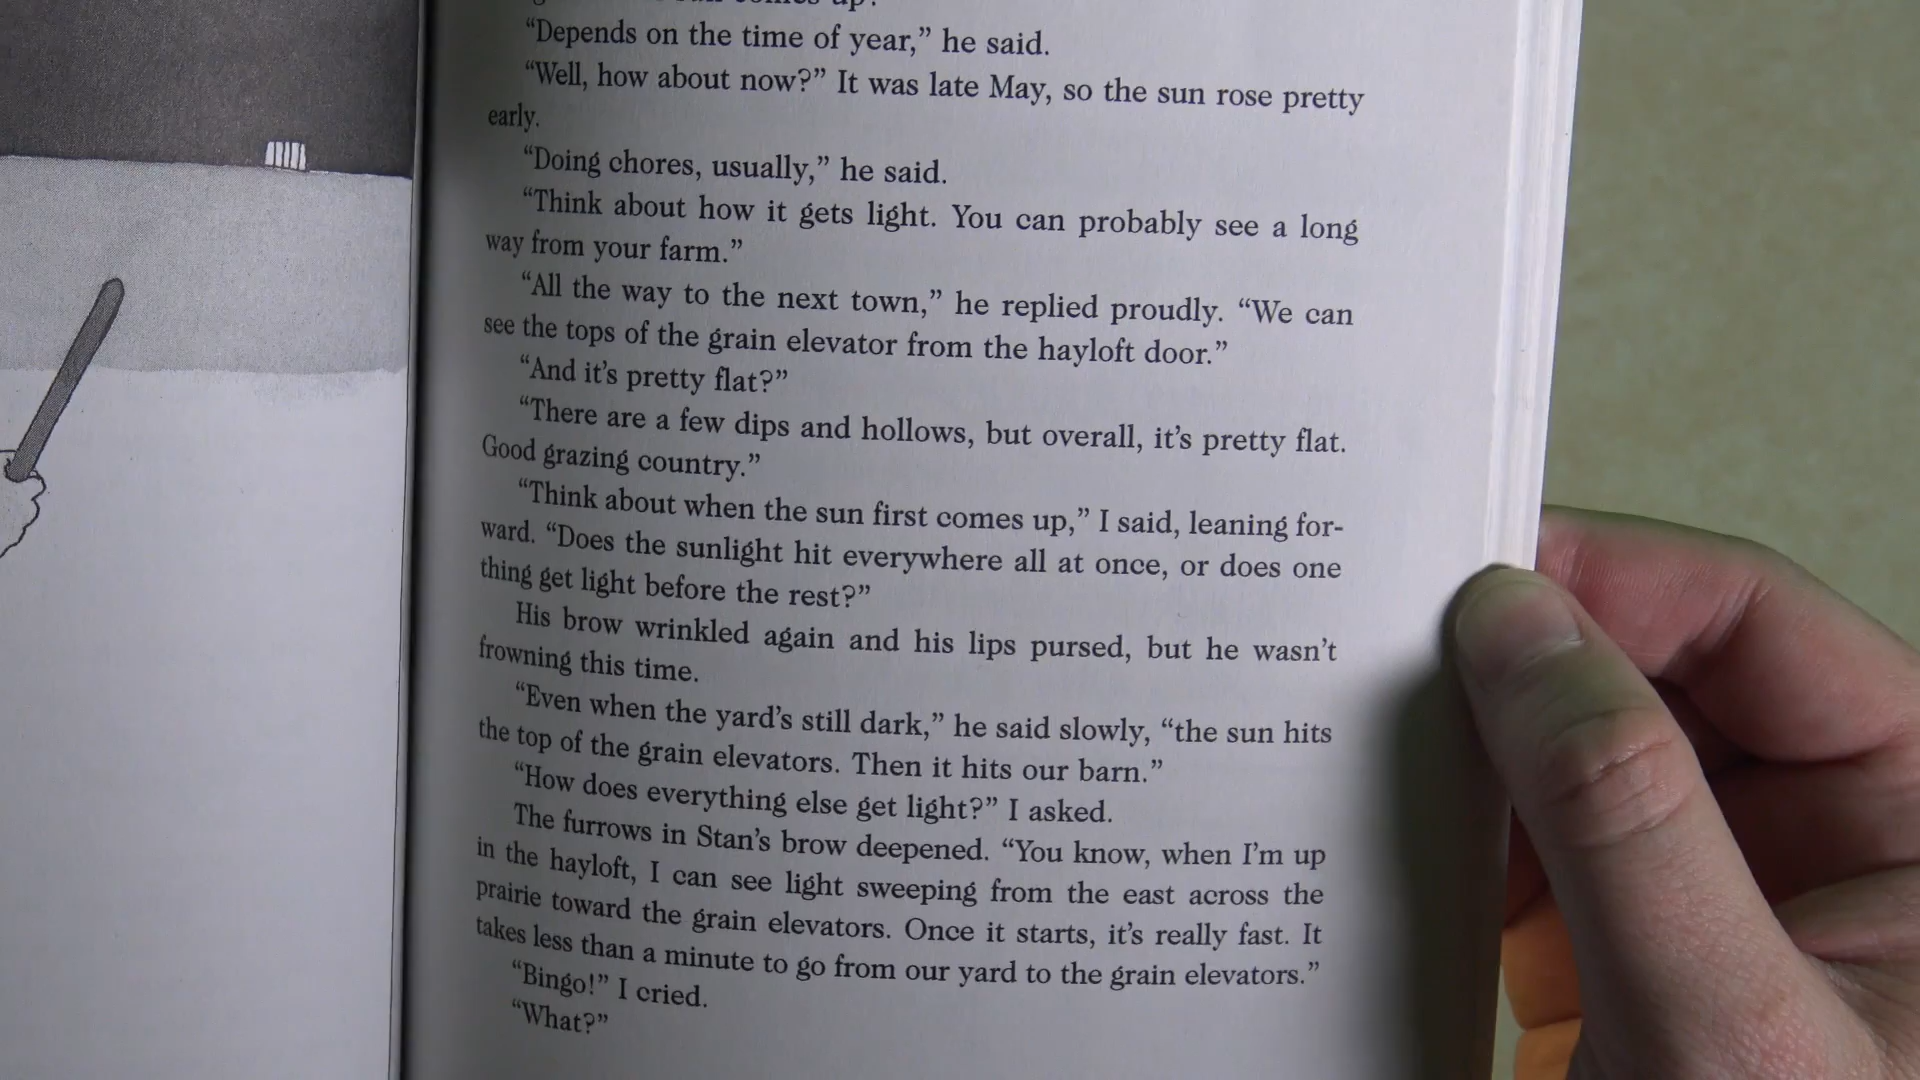 comes up?
“Depends on the time of year,” he said.
“Well, how about now?” It was late May, so the sun rose pretty
early.
“Doing chores, usually,” he said.
“Think about how it gets light. You can probably see a long
way from your farm.”
“All the way to the next town,” he replied proudly. “We can
see the tops of the grain elevator from the hayloft door.”
“And it’s pretty flat?”
“There are a few dips and hollows, but overall, it’s pretty flat.
Good grazing country.”
“Think about when the sun first comes up,” I said, leaning for-
ward. “Does the sunlight hit everywhere all at once, or does one
thing get light before the rest?”
His brow wrinkled again and his lips pursed, but he wasn’t
frowning this time.
“Even when the yard’s still dark,” he said slowly, “the sun hits
the top of the grain elevators. Then it hits our barn.”
“How does everything else get light?” I asked.
The furrows in Stan’s brow deepened. “You know, when I’m up
in the hayloft, I can see light sweeping from the east across the
prairie toward the grain elevators. Once it starts, it’s really fast. It
takes less than a minute to go from our yard to the grain elevators.”
“Bingo!” I cried.
“What?”